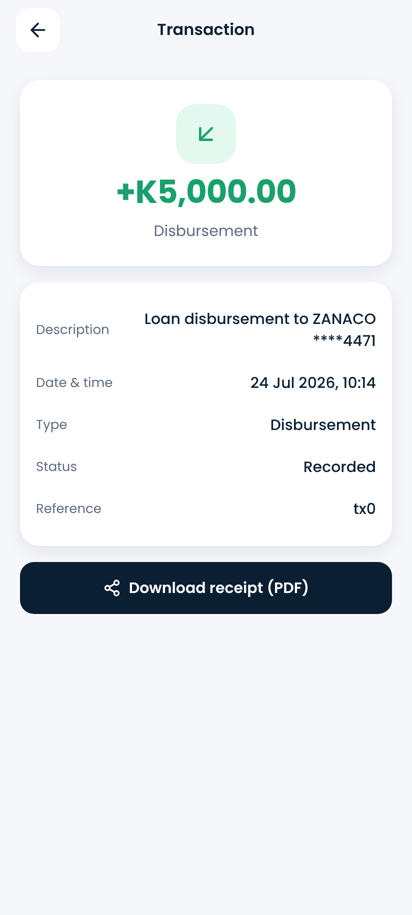 Transaction
+K5,000.00
Disbursement
Description
Loan disbursement to ZANACO
****4471
Date & time
24 Jul 2026, 10:14
Type
Disbursement
Status
Recorded
Reference
tx0
Download receipt (PDF)